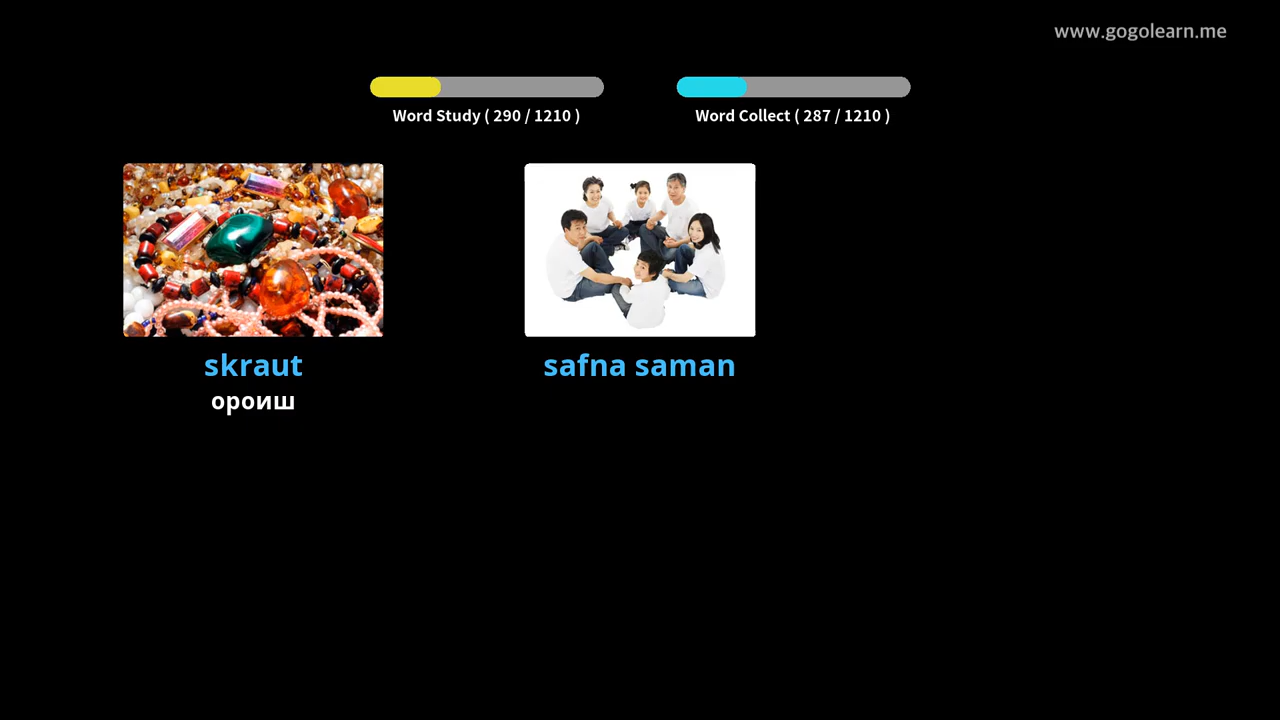 www.gogolearn.me
Word Study ( 290 / 1210 )
Word Collect ( 287 / 1210 )
skraut
ороиш
safna saman